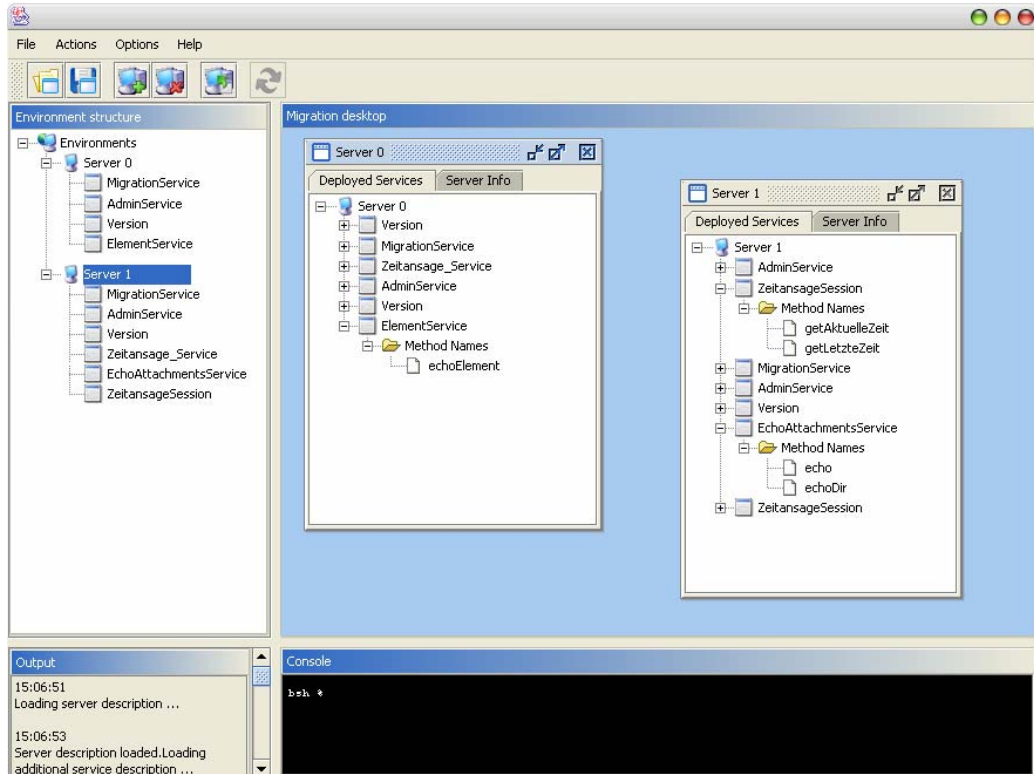 File Actions Options Help
Environment structure
Environments
Server 0
MigrationService
AdminService
Version
ElementService
Server 1
MigrationService
AdminService
Version
Zeitansage_Service
EchoAttachmentsService
ZeitansageSession
Migration desktop
Server 0
Deployed Services Server Info
Server 0
Version
MigrationService
Zeitansage_Service
AdminService
Version
ElementService
Method Names
echoElement
Server 1
Deployed Services Server Info
Server 1
AdminService
ZeitansageSession
Method Names
getAktuelleZeit
getLetzteZeit
MigrationService
AdminService
Version
EchoAttachmentsService
Method Names
echo
echoDir
ZeitansageSession
Output
15:06:51
Loading server description ...
15:06:53
Server description loaded.Loading
additional service description ...
Console
bsh %